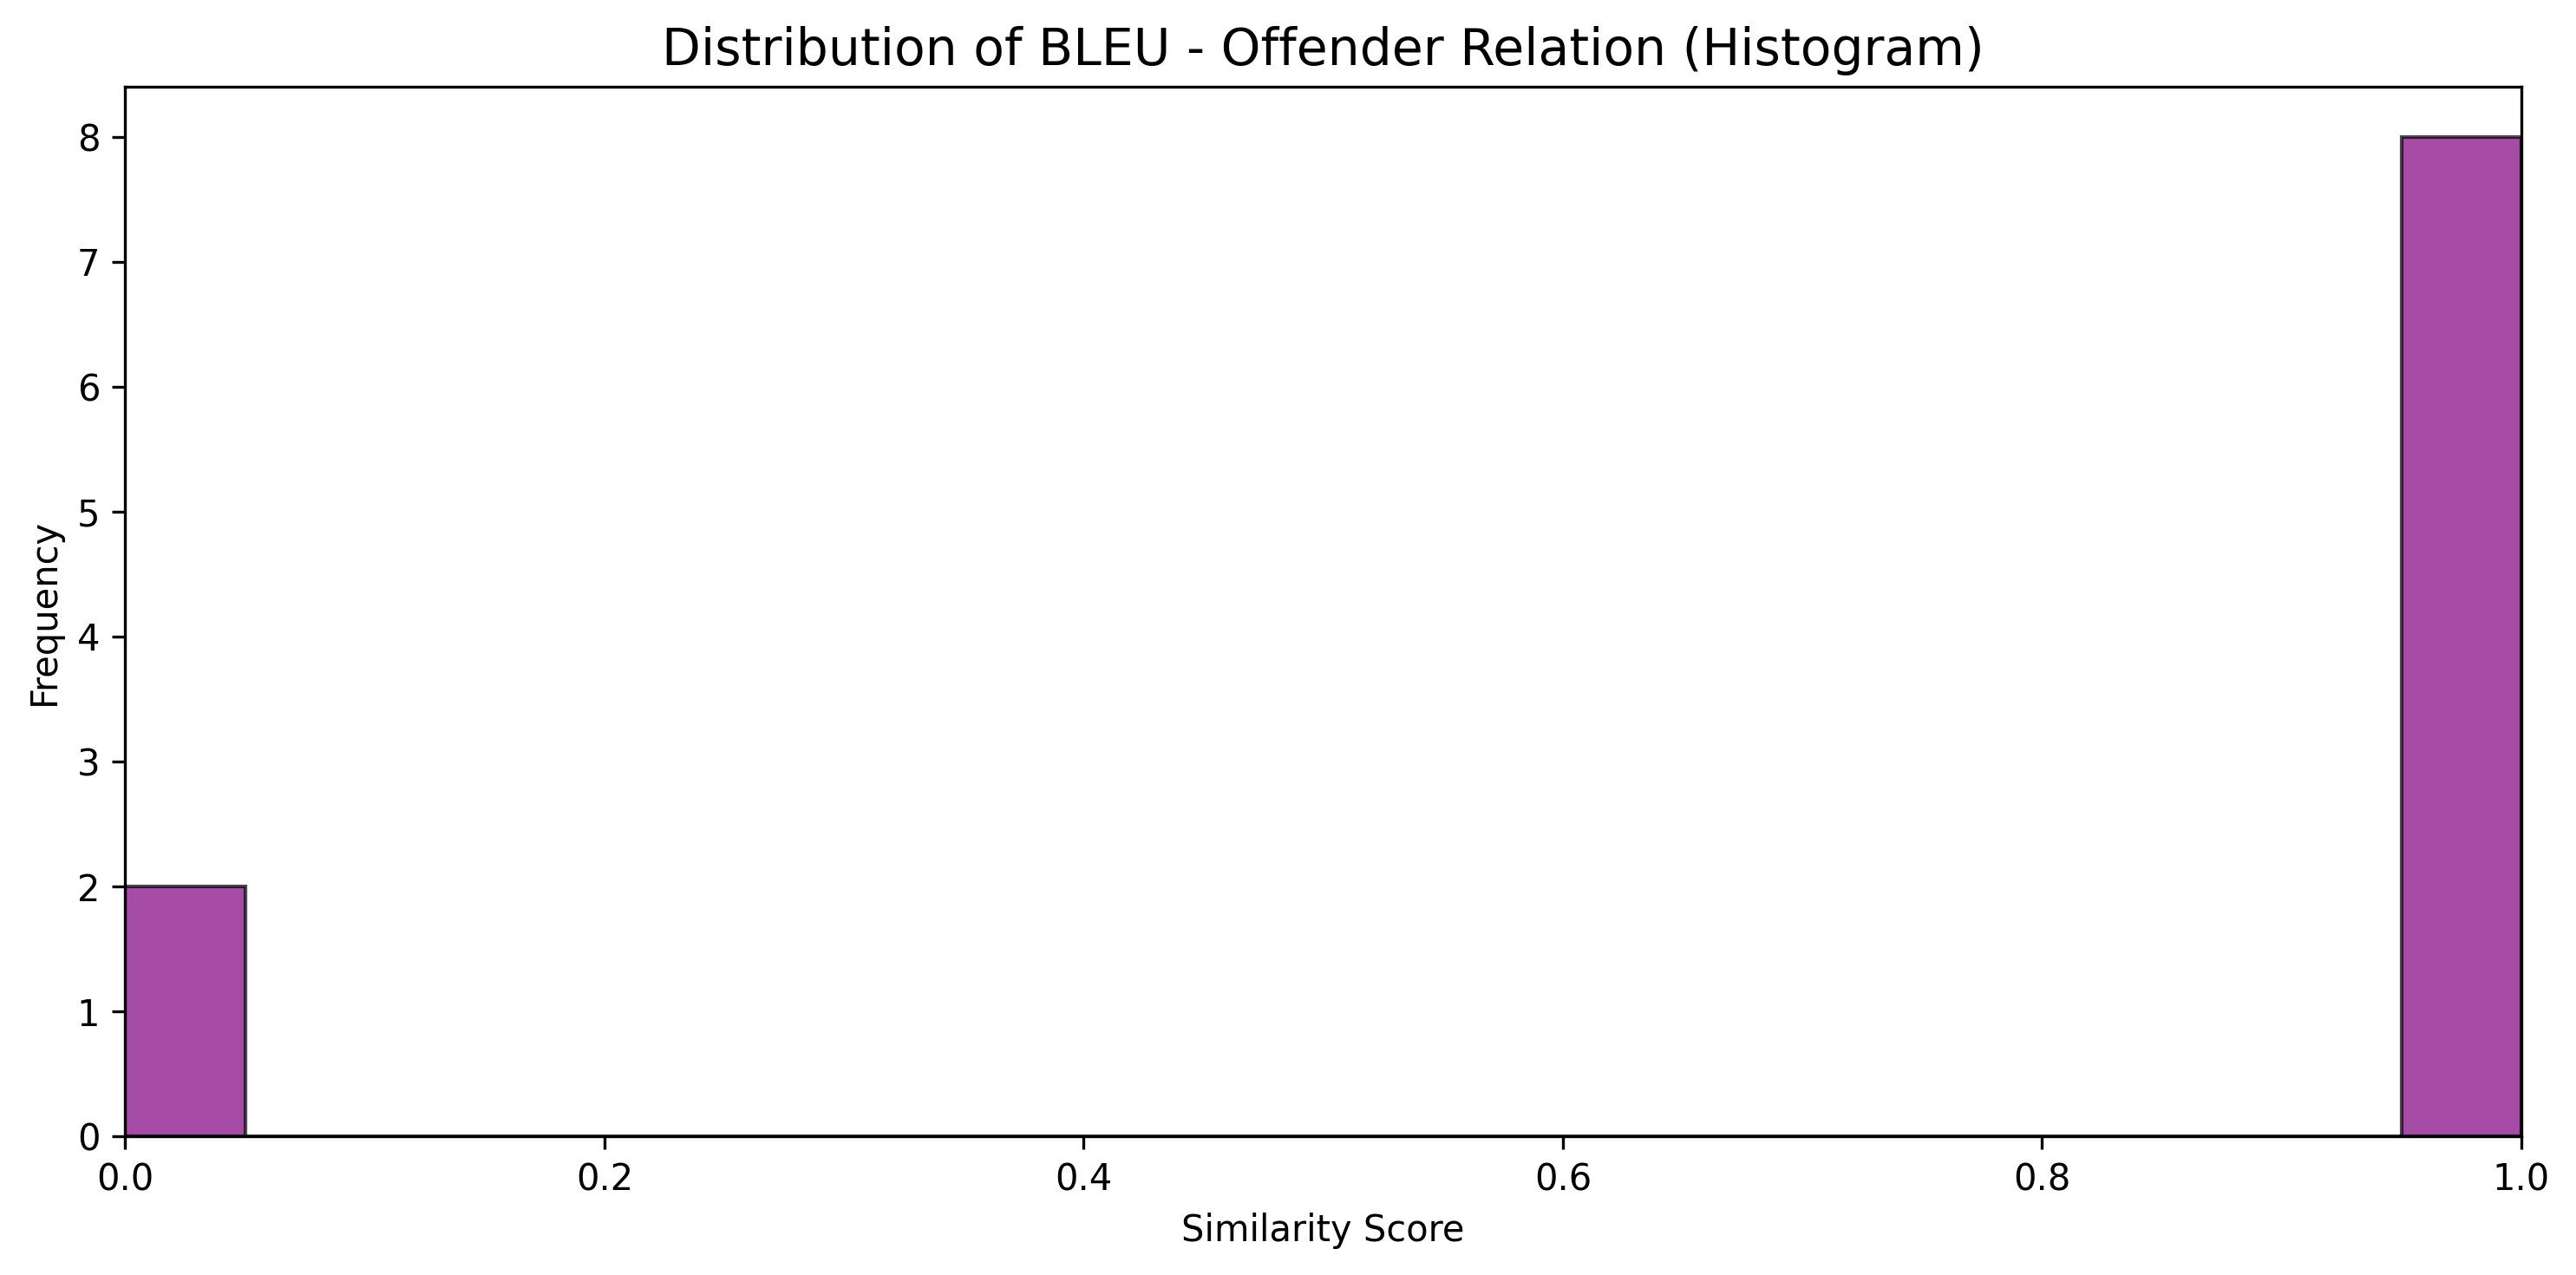 Distribution of BLEU - Offender Relation (Histogram)
8
7
6
5
4
3
2
1
0
Frequency
0.0 0.2 0.4 0.6 0.8 1.0
Similarity Score